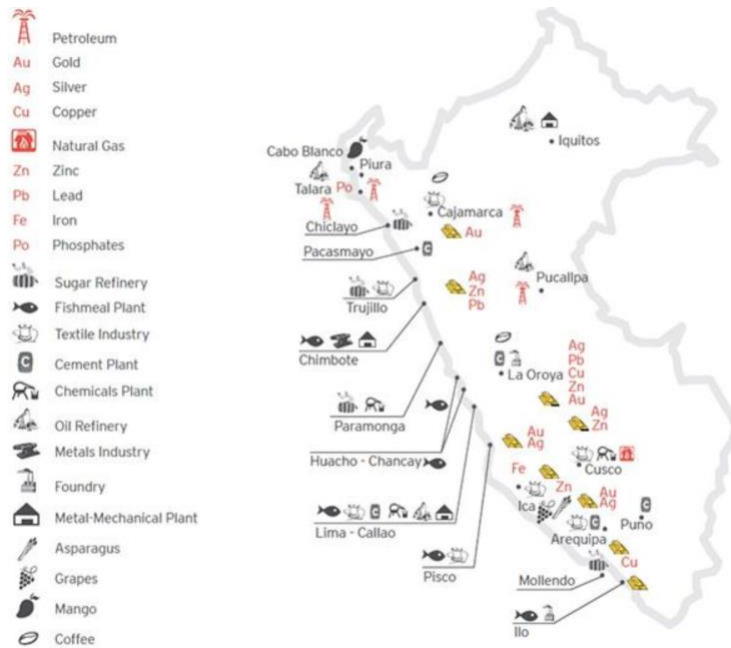 Petroleum
Au Gold
Ag Silver
Cu Copper
Natural Gas
Zn Zinc
Pb Lead
Fe Iron
Po Phosphates
Sugar Refinery
Fishmeal Plant
Textile Industry
C Cement Plant
Chemicals Plant
Oil Refinery
Metals Industry
Foundry
Metal-Mechanical Plant
Asparagus
Grapes
Mango
Coffee
Iquitos
Cabo Blanco
Piura
Talara Po
Cajamarca
Chiclayo
Au
Pacasmayo C
Pucallpa
Ag
Zn
Pb
Trujillo
Chimbote
C
La Oroya
Ag
Pb
Cu
Zn
Au
Ag
Zn
Paramonga
Au
Ag
Huacho - Chancay
Cusco
Fe
Zn
Ica
Au
Ag
C
Puno
C
Lima - Callao
C
Arequipa
Cu
Pisco
Mollendo
Ilo